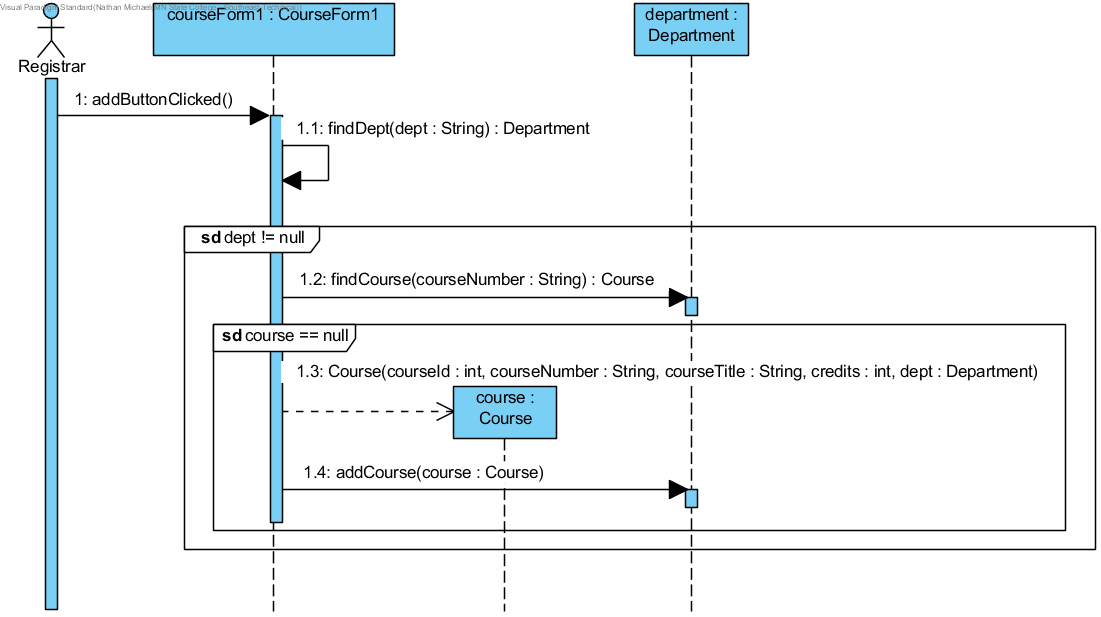 Visual Paradigm Standard(Nathan Michael(MN State College - Southeast Technical))
courseForm1 : CourseForm1
department :
Department
Registrar
1: addButtonClicked()
1.1: findDept(dept : String) : Department
sd dept != null
1.2: findCourse(courseNumber : String) : Course
sd course == null
1.3: Course(courseId : int, courseNumber : String, courseTitle : String, credits : int, dept : Department)
course :
Course
1.4: addCourse(course : Course)